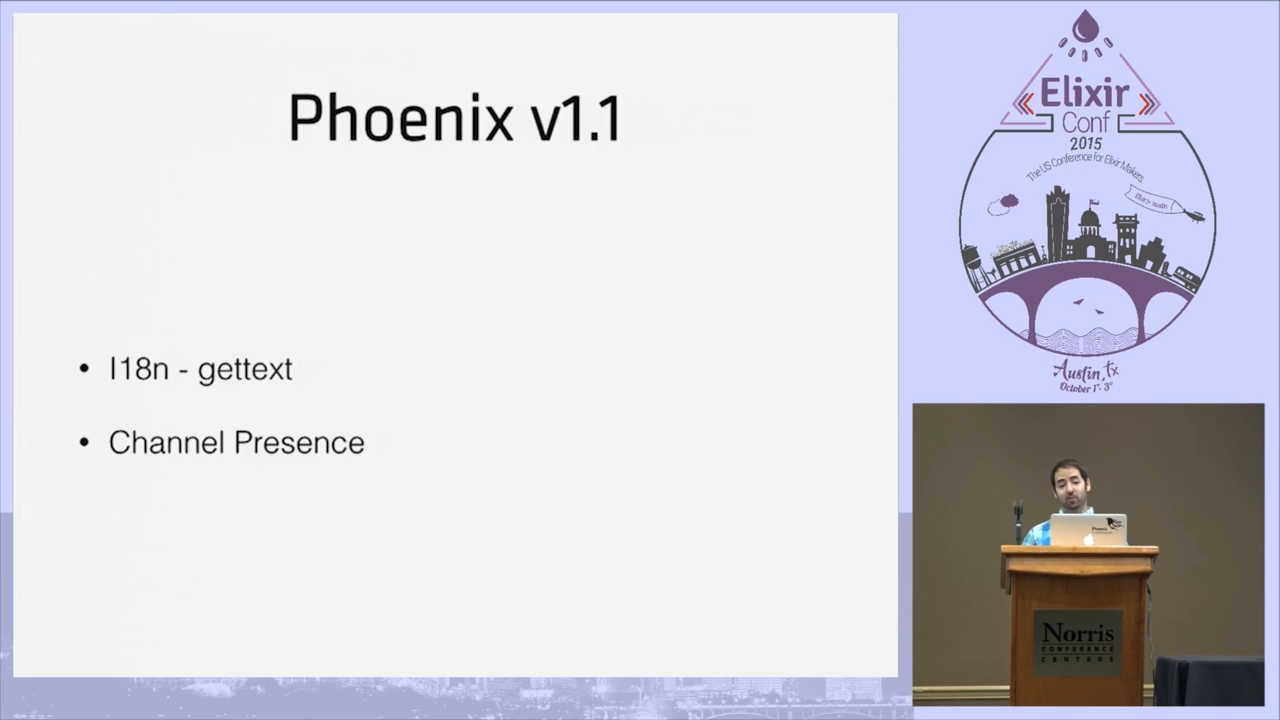 Phoenix v1.1
• I18n - gettext
• Channel Presence
Elixir
Conf
2015
The US Conference for Elixir Makers
Austin, tx
October 1st - 3rd
Phoenix
Norris
CONFERENCE
CENTERS